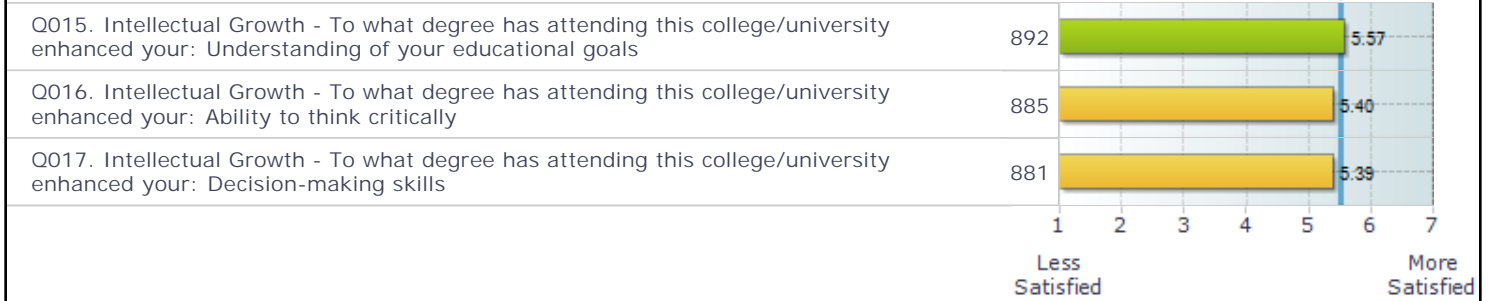 Q015. Intellectual Growth - To what degree has attending this college/university
enhanced your: Understanding of your educational goals
892
5.57
Q016. Intellectual Growth - To what degree has attending this college/university
enhanced your: Ability to think critically
885
5.40
Q017. Intellectual Growth - To what degree has attending this college/university
enhanced your: Decision-making skills
881
5.39
1 2 3 4 5 6 7
Less
Satisfied
More
Satisfied